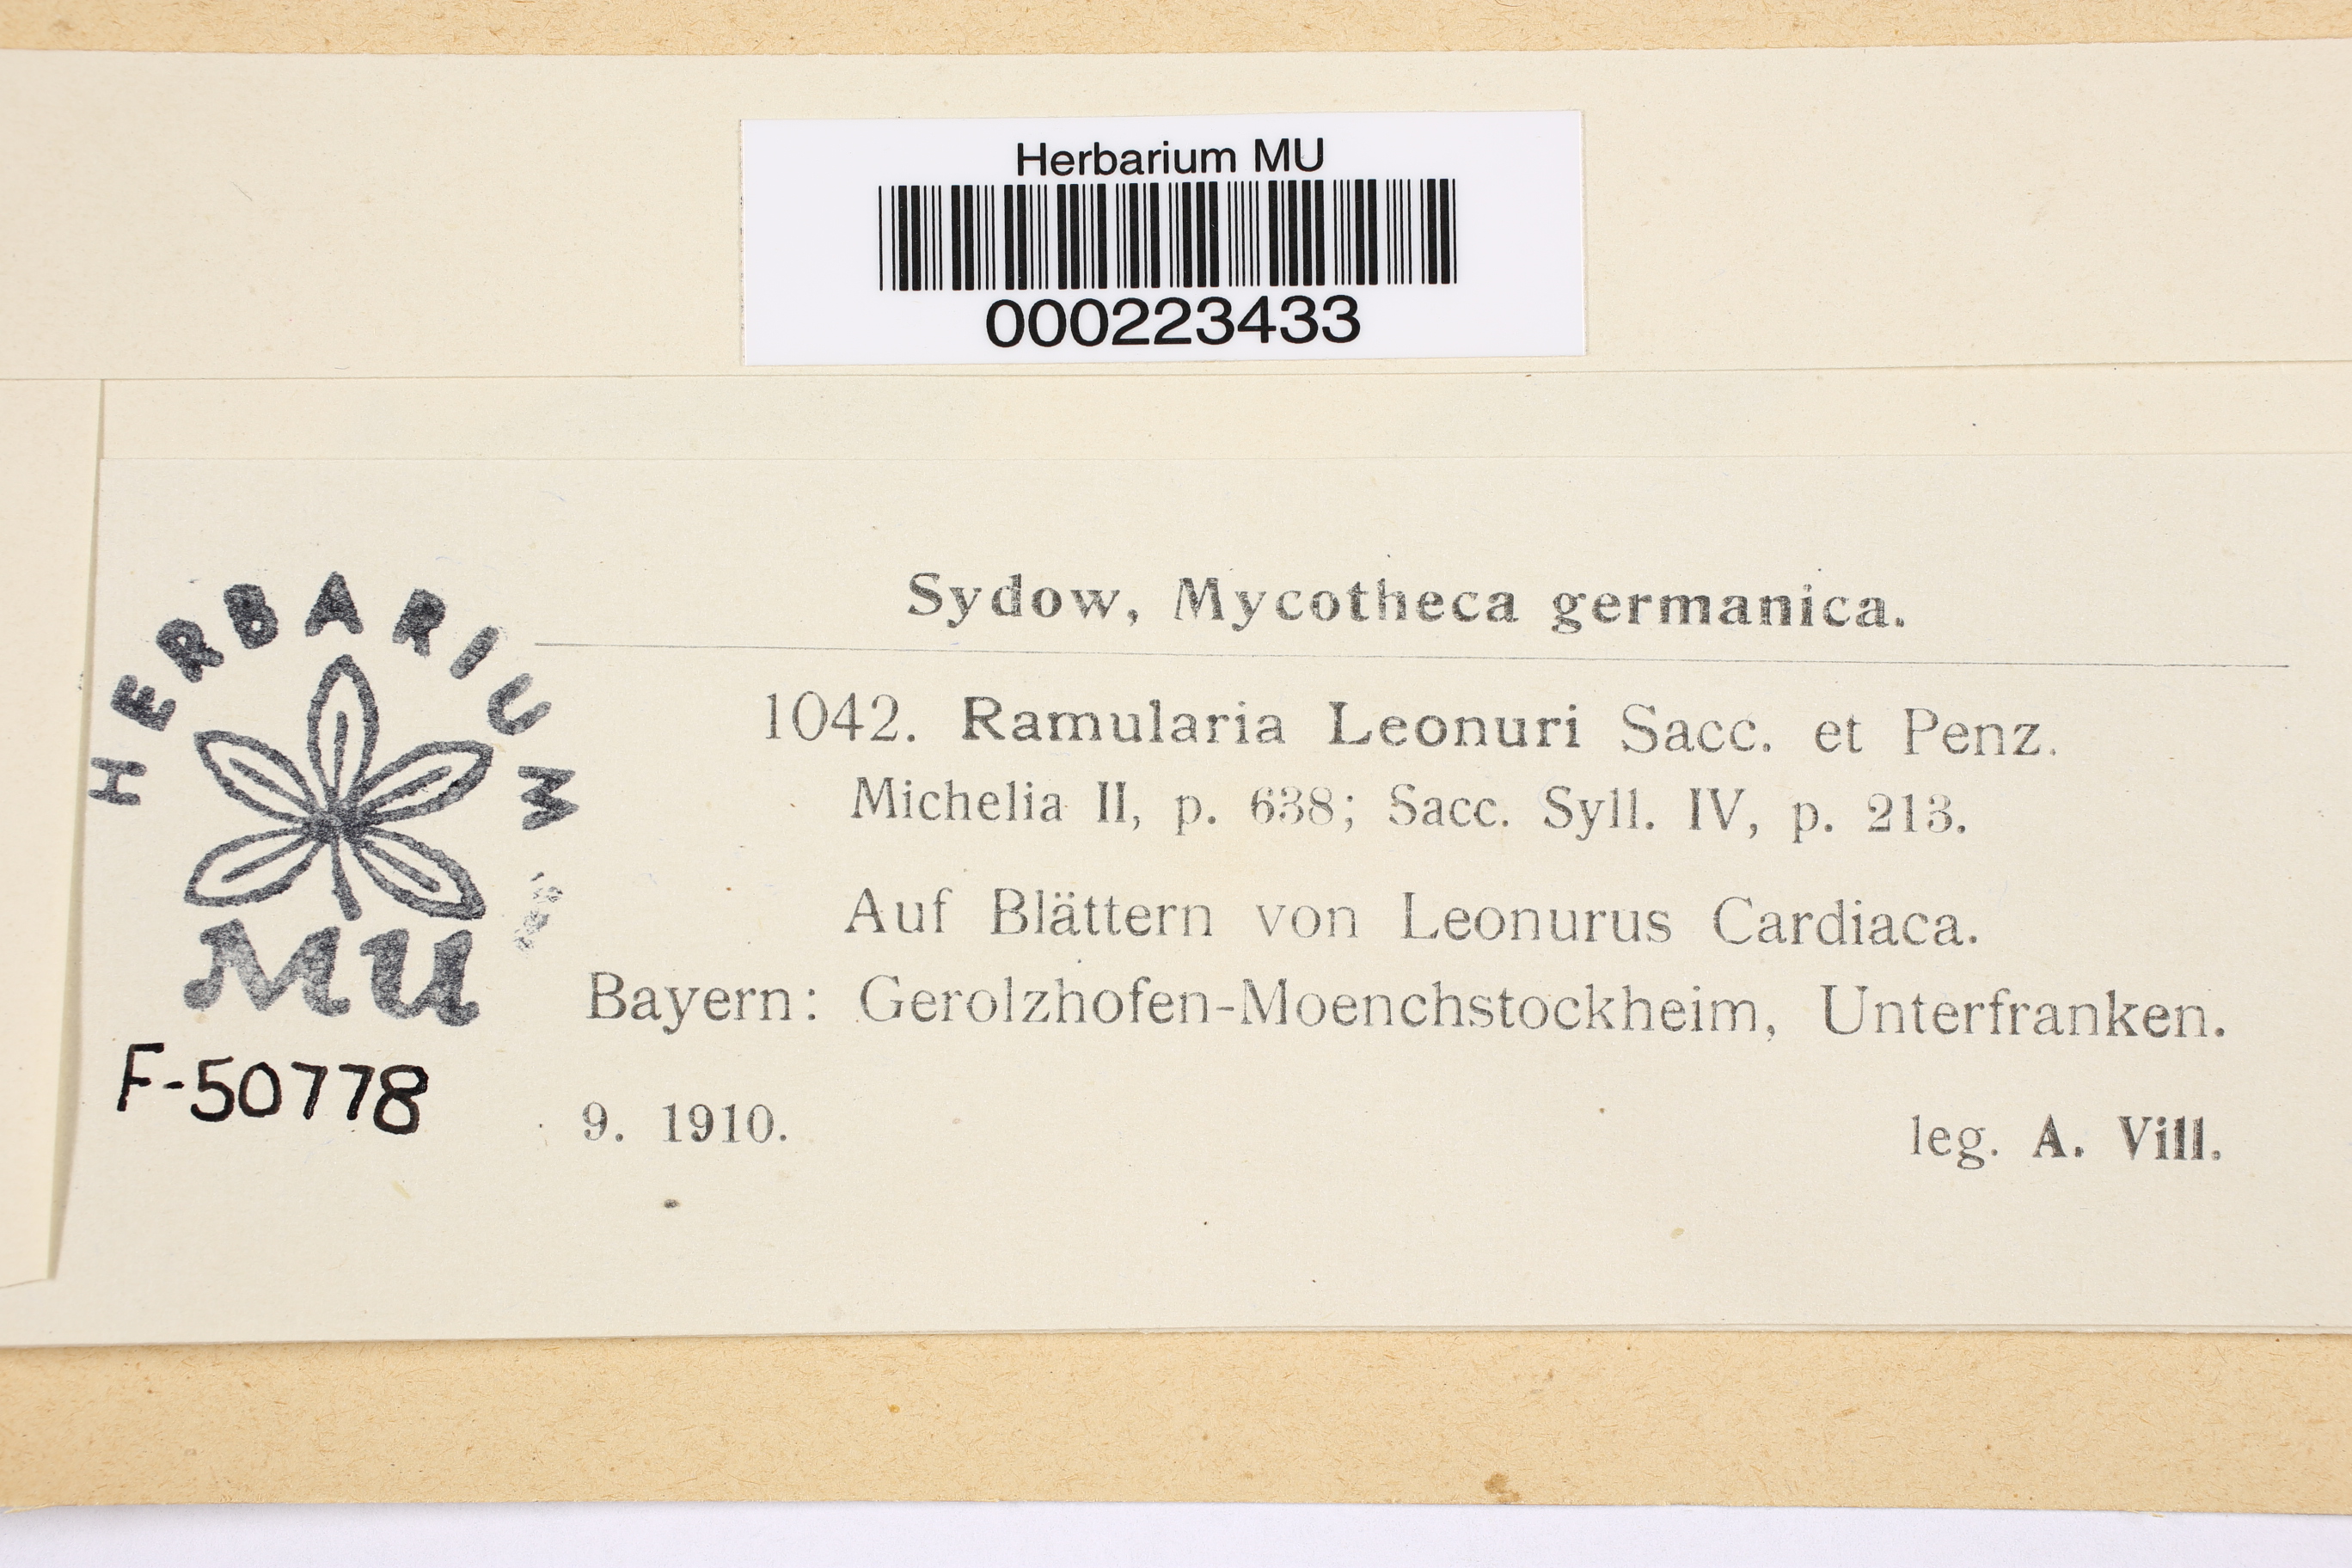 Herbarium MU
000223433
HERBARIUM
MU
F-50778
Sydow, Mycotheca germanica.
1042. Ramularia Leonuri Sacc. et Penz.
Michelia II, p. 638; Sacc. Syll. IV, p. 213.
Auf Blättern von Leonurus Cardiaca.
Bayern: Gerolzhofen-Moenchstockheim, Unterfranken.
9. 1910. leg. A. Vill.